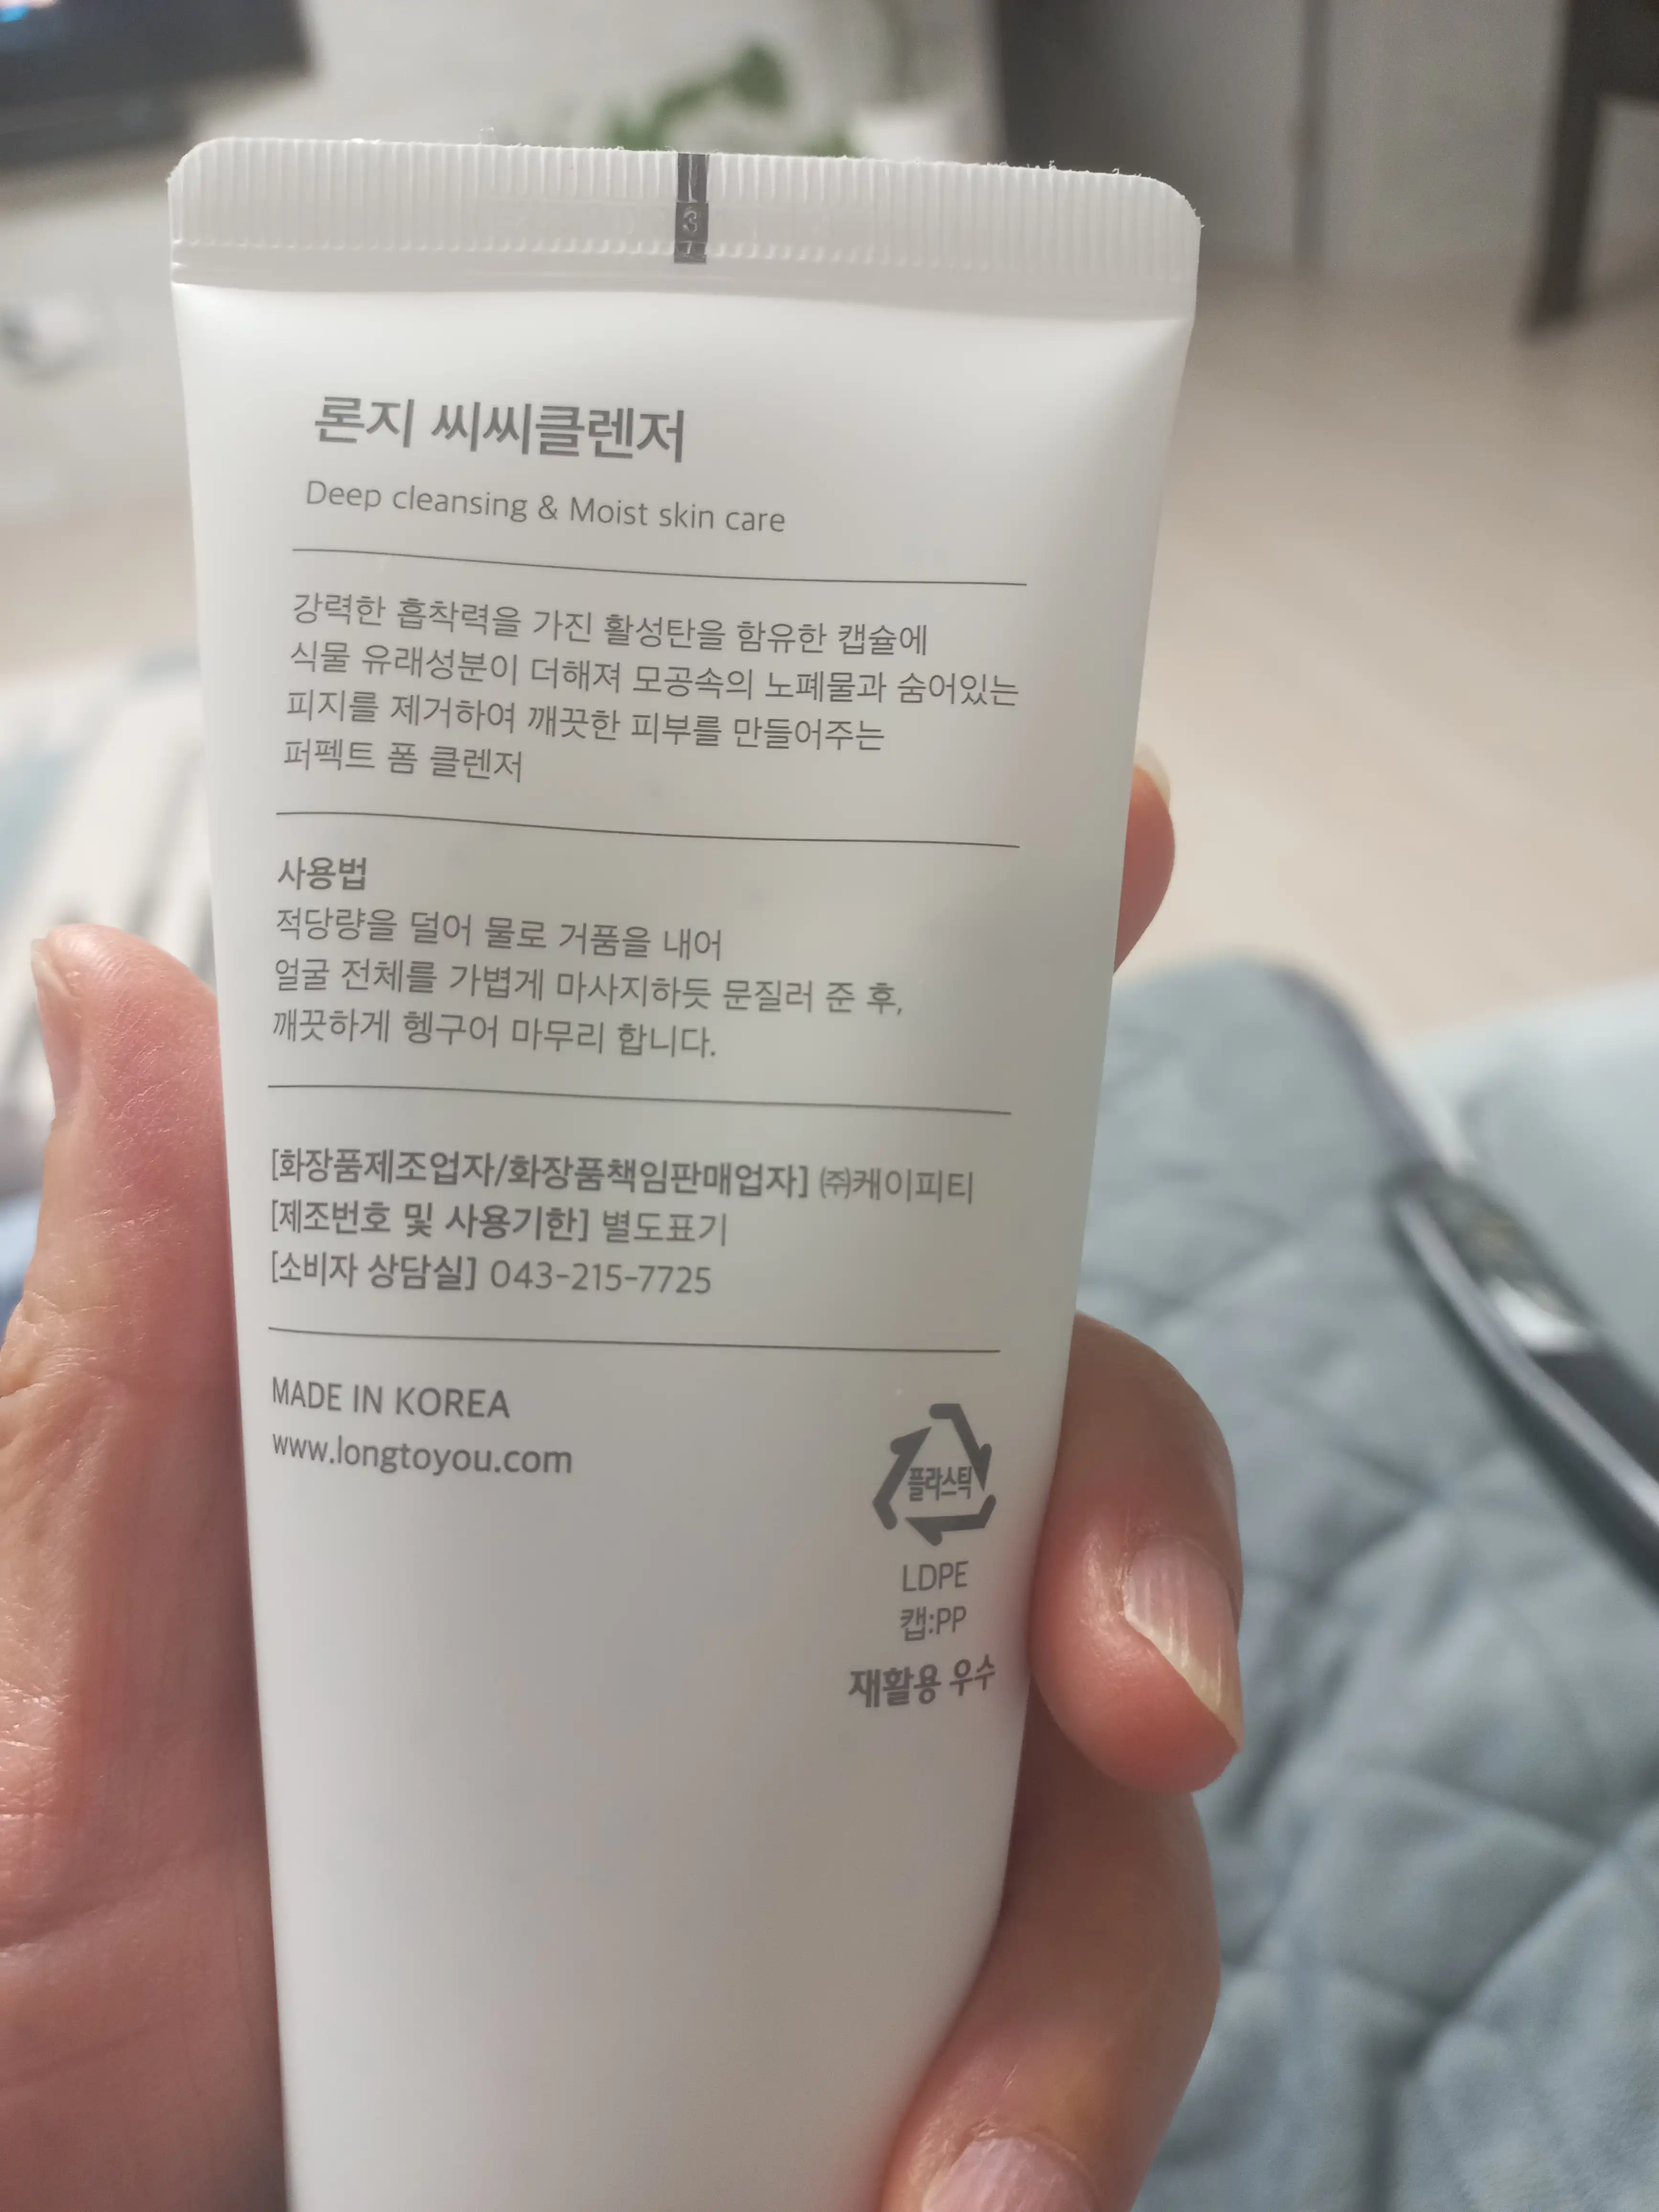 3
론지 씨씨클렌저
Deep cleansing & Moist skin care
강력한 흡착력을 가진 활성탄을 함유한 캡슐에
식물 유래성분이 더해져 모공속의 노폐물과 숨어있는
피지를 제거하여 깨끗한 피부를 만들어주는
퍼펙트 폼 클렌저
사용법
적당량을 덜어 물로 거품을 내어
얼굴 전체를 가볍게 마사지하듯 문질러 준 후,
깨끗하게 헹구어 마무리 합니다.
[화장품제조업자/화장품책임판매업자] ㈜케이피티
[제조번호 및 사용기한] 별도표기
[소비자 상담실] 043-215-7725
MADE IN KOREA
www.longtoyou.com
플라스틱
LDPE
캡:PP
재활용 우수